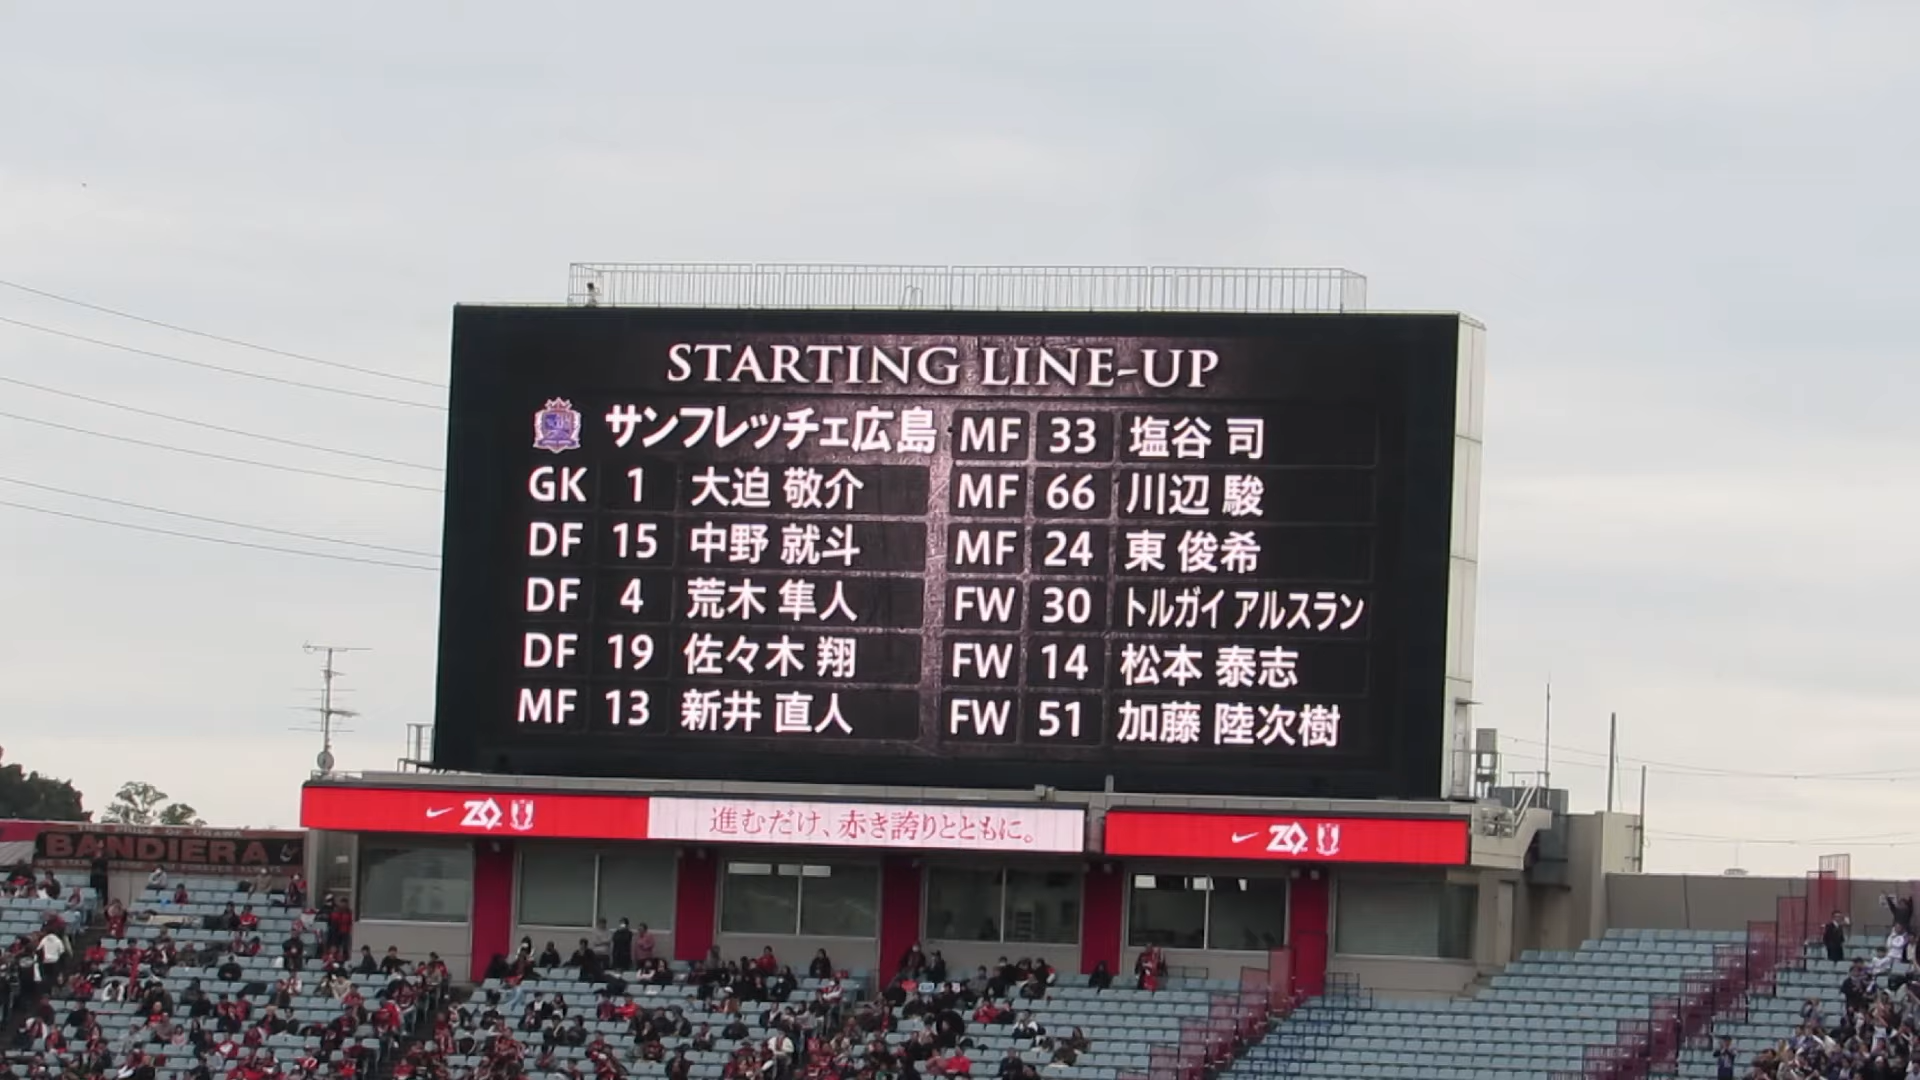 STARTING LINE-UP
サンフレッチェ広島
GK 1 大迫 敬介
DF 15 中野 就斗
DF 4 荒木 隼人
DF 19 佐々木 翔
MF 13 新井 直人
MF 33 塩谷 司
MF 66 川辺 駿
MF 24 東 俊希
FW 30 トルガイ アルスラン
FW 14 松本 泰志
FW 51 加藤 陸次樹
進むだけ、赤き誇りとともに。
THE PRIDE OF URAWA
BANDIERA